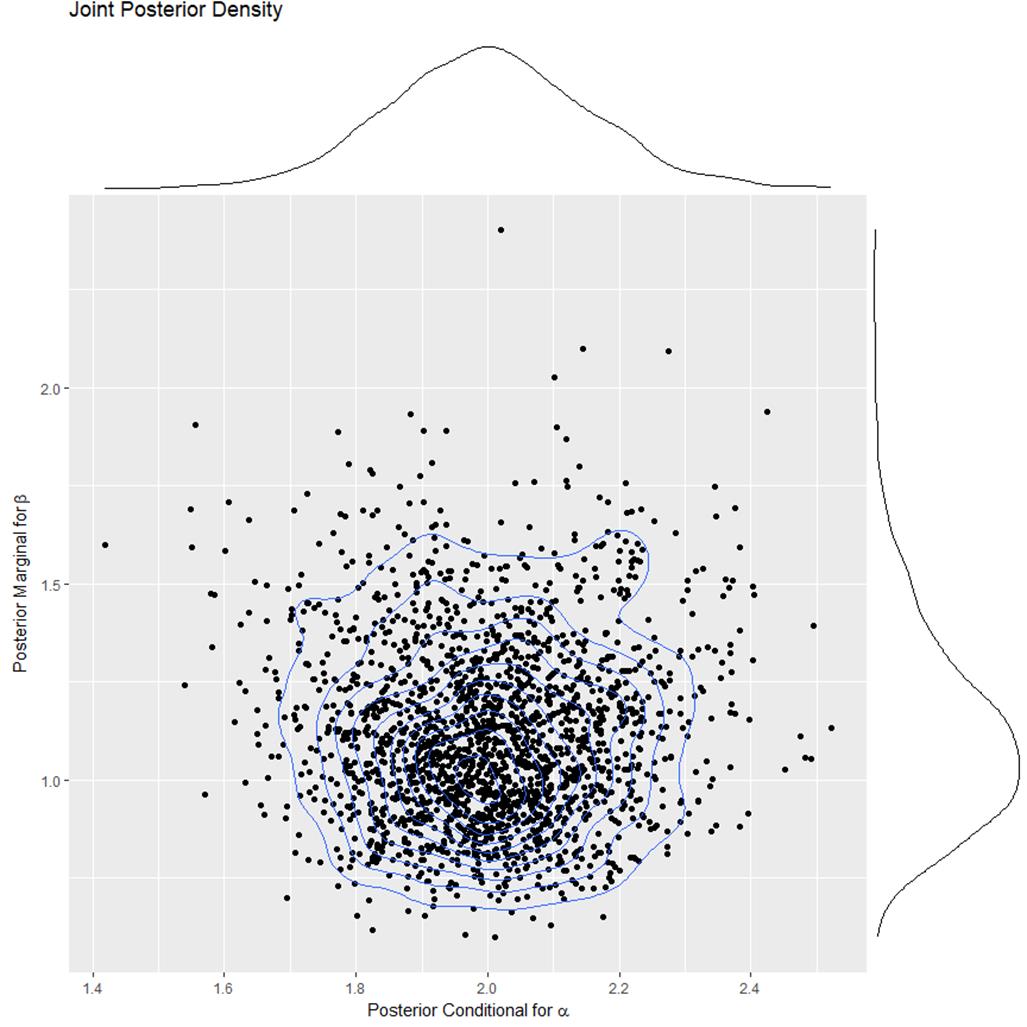 Joint Posterior Density
2.0
1.5
1.0
Posterior Marginal for β
1.4 1.6 1.8 2.0 2.2 2.4
Posterior Conditional for α